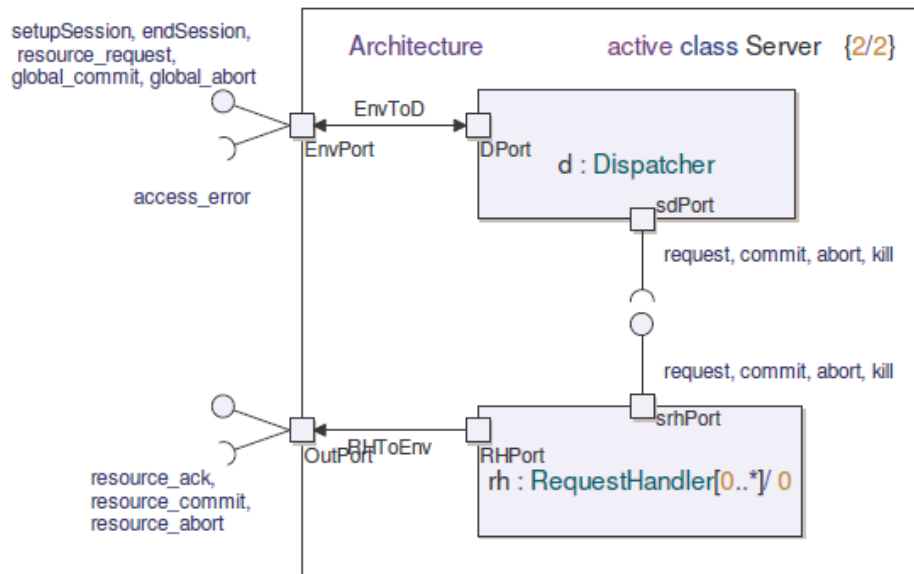 setupSession, endSession,
resource_request,
global_commit, global_abort
Architecture
active class Server {2/2}
EnvToD
EnvPort
DPort
d : Dispatcher
access_error
sdPort
request, commit, abort, kill
request, commit, abort, kill
srhPort
RHToEnv
OutPort
RHPort
rh : RequestHandler[0..*]/ 0
resource_ack,
resource_commit,
resource_abort